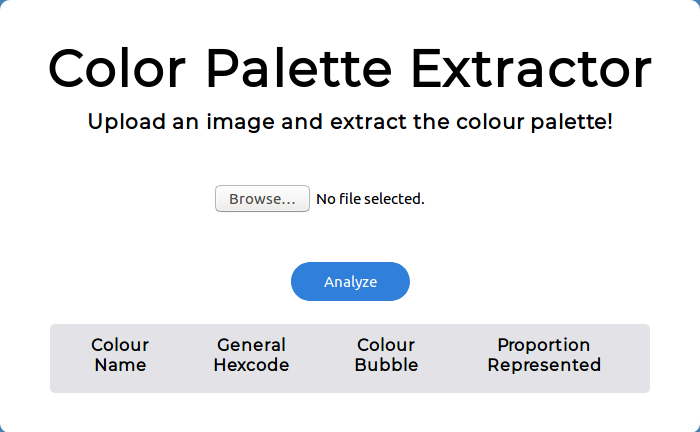 Color Palette Extractor
Upload an image and extract the colour palette!
Browse… No file selected.
Analyze
Colour Name
General Hexcode
Colour Bubble
Proportion Represented